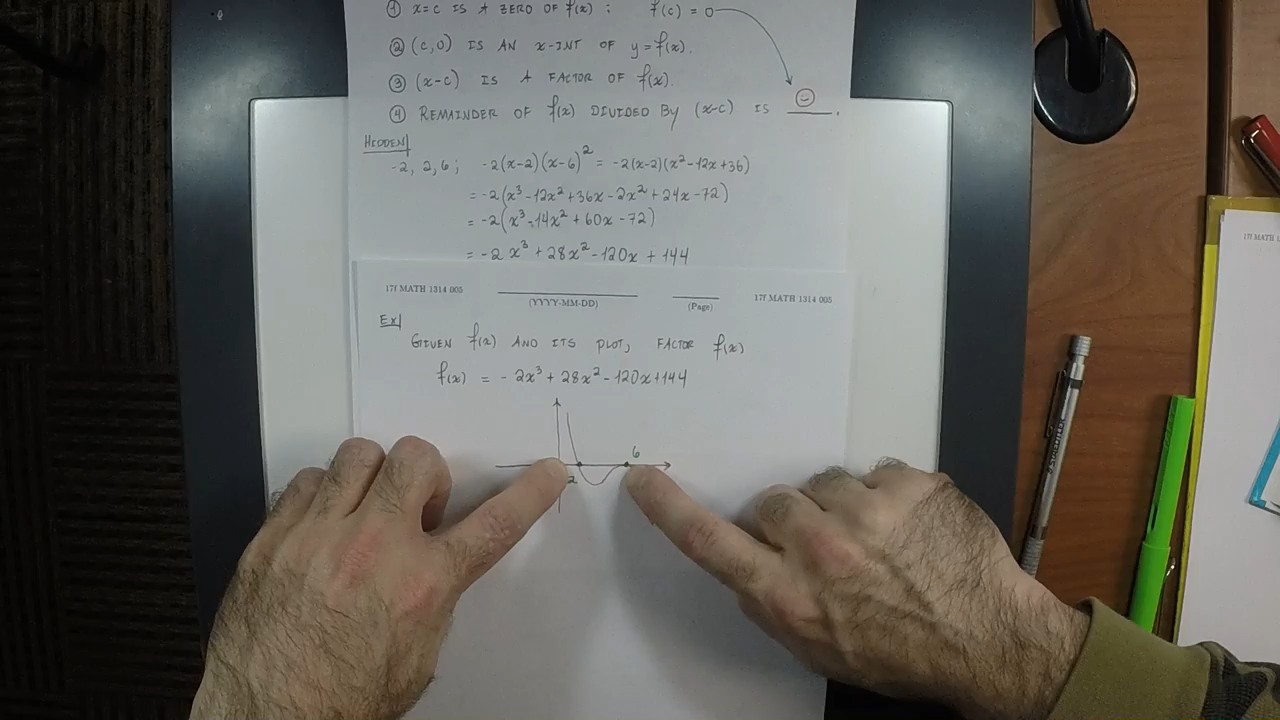 ① x=c IS A ZERO OF f(x) : f(c) = 0
② (c,0) IS AN x-INT OF y=f(x).
③ (x-c) IS A FACTOR OF f(x).
④ REMAINDER OF f(x) DIVIDED BY (x-c) IS ____.
HIDDEN
-2, 2, 6; -2(x-2)(x-6)² = -2(x-2)(x²-12x+36)
= -2(x³-12x²+36x-2x²+24x-72)
= -2(x³-14x²+60x-72)
= -2x³+28x²-120x+144
17f MATH 1314 005 (YYYY-MM-DD) (Page) 17f MATH 1314 005
Ex
GIVEN f(x) AND ITS PLOT, FACTOR f(x)
f(x) = -2x³+28x²-120x+144
6
2
17f MATH